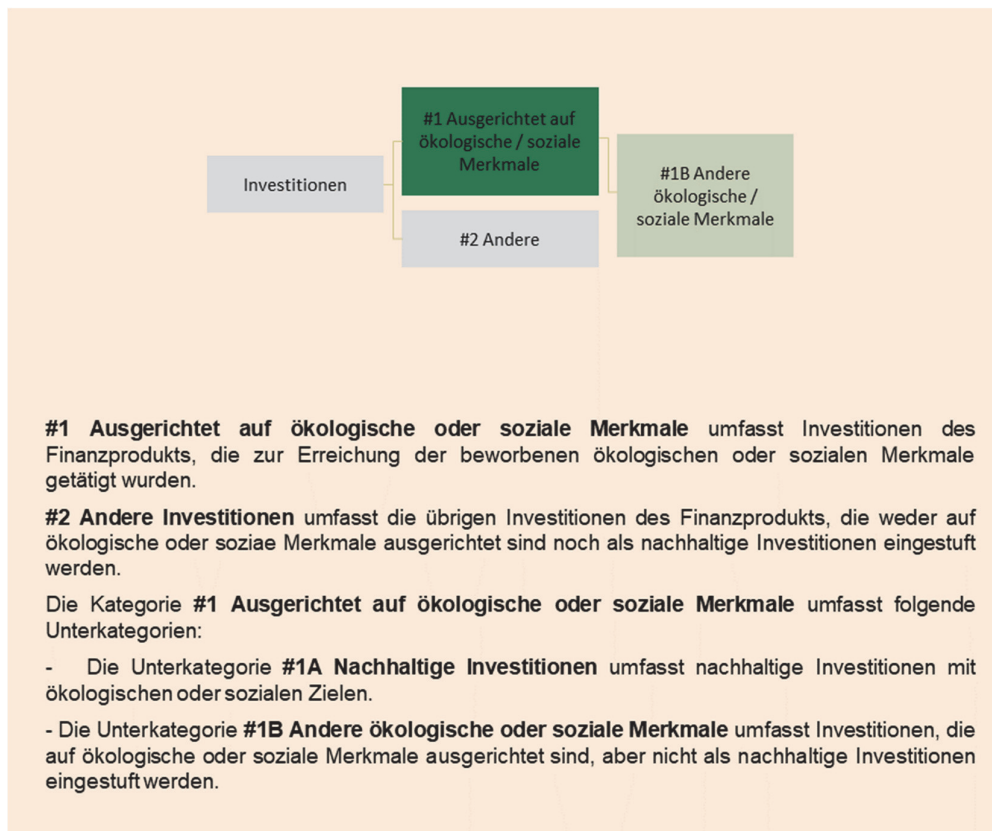 #1 Ausgerichtet auf
ökologische / soziale
Merkmale
Investitionen
#1B Andere
ökologische /
soziale Merkmale
#2 Andere
#1 Ausgerichtet auf ökologische oder soziale Merkmale umfasst Investitionen des
Finanzprodukts, die zur Erreichung der beworbenen ökologischen oder sozialen Merkmale
getätigt wurden.
#2 Andere Investitionen umfasst die übrigen Investitionen des Finanzprodukts, die weder auf
ökologische oder soziae Merkmale ausgerichtet sind noch als nachhaltige Investitionen eingestuft
werden.
Die Kategorie #1 Ausgerichtet auf ökologische oder soziale Merkmale umfasst folgende
Unterkategorien:
- Die Unterkategorie #1A Nachhaltige Investitionen umfasst nachhaltige Investitionen mit
ökologischen oder sozialen Zielen.
- Die Unterkategorie #1B Andere ökologische oder soziale Merkmale umfasst Investitionen, die
auf ökologische oder soziale Merkmale ausgerichtet sind, aber nicht als nachhaltige Investitionen
eingestuft werden.